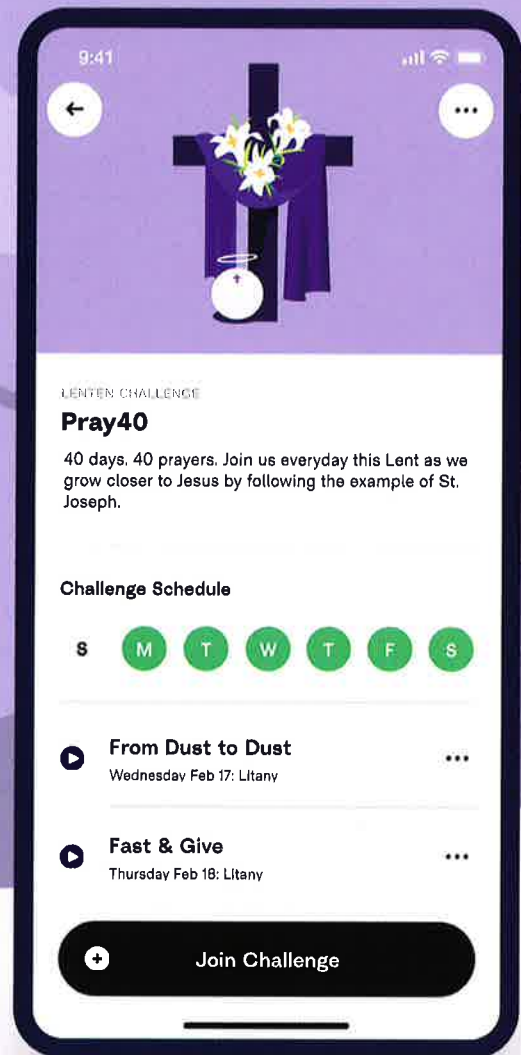 9:41
LENTEN CHALLENGE
Pray40
40 days. 40 prayers. Join us everyday this Lent as we
grow closer to Jesus by following the example of St.
Joseph.
Challenge Schedule
S M T W T F S
From Dust to Dust
Wednesday Feb 17: Litany
Fast & Give
Thursday Feb 18: Litany
Join Challenge